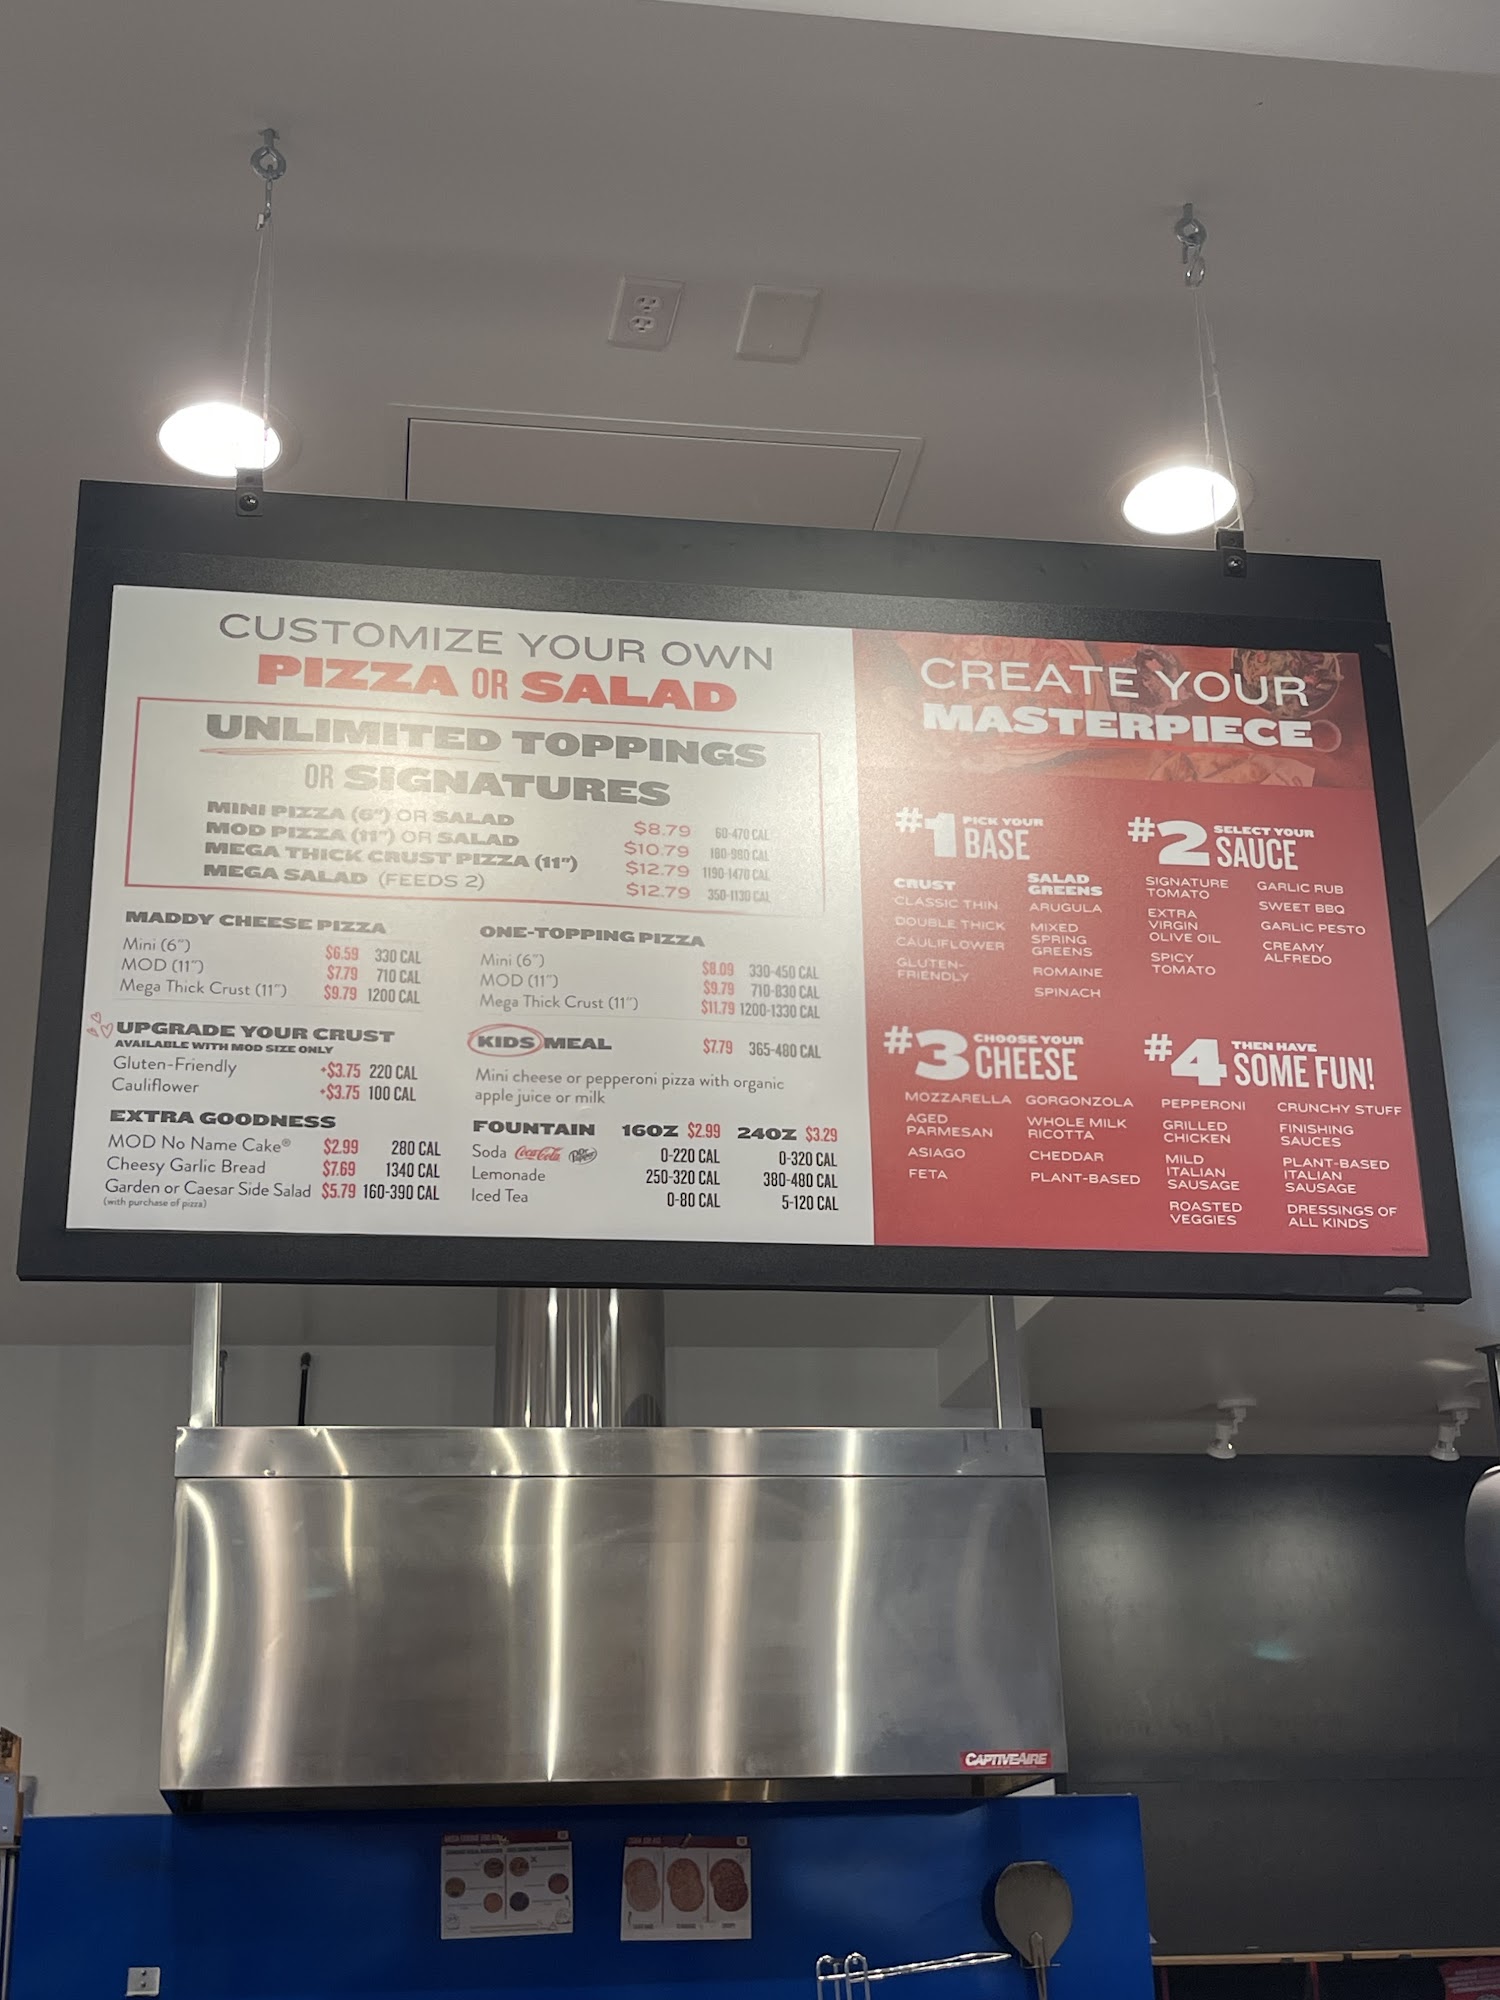 CUSTOMIZE YOUR OWN
PIZZA OR SALAD
UNLIMITED TOPPINGS
OR SIGNATURES
MINI PIZZA (6") OR SALAD $8.79 60-470 CAL
MOD PIZZA (11") OR SALAD $10.79 180-980 CAL
MEGA THICK CRUST PIZZA (11") $12.79 1190-1470 CAL
MEGA SALAD (FEEDS 2) $12.79 350-1130 CAL
MADDY CHEESE PIZZA
Mini (6") $6.59 330 CAL
MOD (11") $7.79 710 CAL
Mega Thick Crust (11") $9.79 1200 CAL
UPGRADE YOUR CRUST
AVAILABLE WITH MOD SIZE ONLY
Gluten-Friendly +$3.75 220 CAL
Cauliflower +$3.75 100 CAL
EXTRA GOODNESS
MOD No Name Cake® $2.99 280 CAL
Cheesy Garlic Bread $7.69 1340 CAL
Garden or Caesar Side Salad $5.79 160-390 CAL
(with purchase of pizza)
ONE-TOPPING PIZZA
Mini (6") $8.09 330-450 CAL
MOD (11") $9.79 710-830 CAL
Mega Thick Crust (11") $11.79 1200-1330 CAL
KIDS MEAL $7.79 365-480 CAL
Mini cheese or pepperoni pizza with organic
apple juice or milk
FOUNTAIN 16OZ $2.99 24OZ $3.29
Soda Coca-Cola Dr Pepper 0-220 CAL 0-320 CAL
Lemonade 250-320 CAL 380-480 CAL
Iced Tea 0-80 CAL 5-120 CAL
CREATE YOUR
MASTERPIECE
#1 PICK YOUR
BASE
CRUST
CLASSIC THIN
DOUBLE THICK
CAULIFLOWER
GLUTEN-
FRIENDLY
SALAD
GREENS
ARUGULA
MIXED
SPRING
GREENS
ROMAINE
SPINACH
#2 SELECT YOUR
SAUCE
SIGNATURE
TOMATO
EXTRA
VIRGIN
OLIVE OIL
SPICY
TOMATO
GARLIC RUB
SWEET BBQ
GARLIC PESTO
CREAMY
ALFREDO
#3 CHOOSE YOUR
CHEESE
MOZZARELLA
AGED
PARMESAN
ASIAGO
FETA
GORGONZOLA
WHOLE MILK
RICOTTA
CHEDDAR
PLANT-BASED
#4 THEN HAVE
SOME FUN!
PEPPERONI
GRILLED
CHICKEN
MILD
ITALIAN
SAUSAGE
ROASTED
VEGGIES
CRUNCHY STUFF
FINISHING
SAUCES
PLANT-BASED
ITALIAN
SAUSAGE
DRESSINGS OF
ALL KINDS
CAPTIVEAIRE